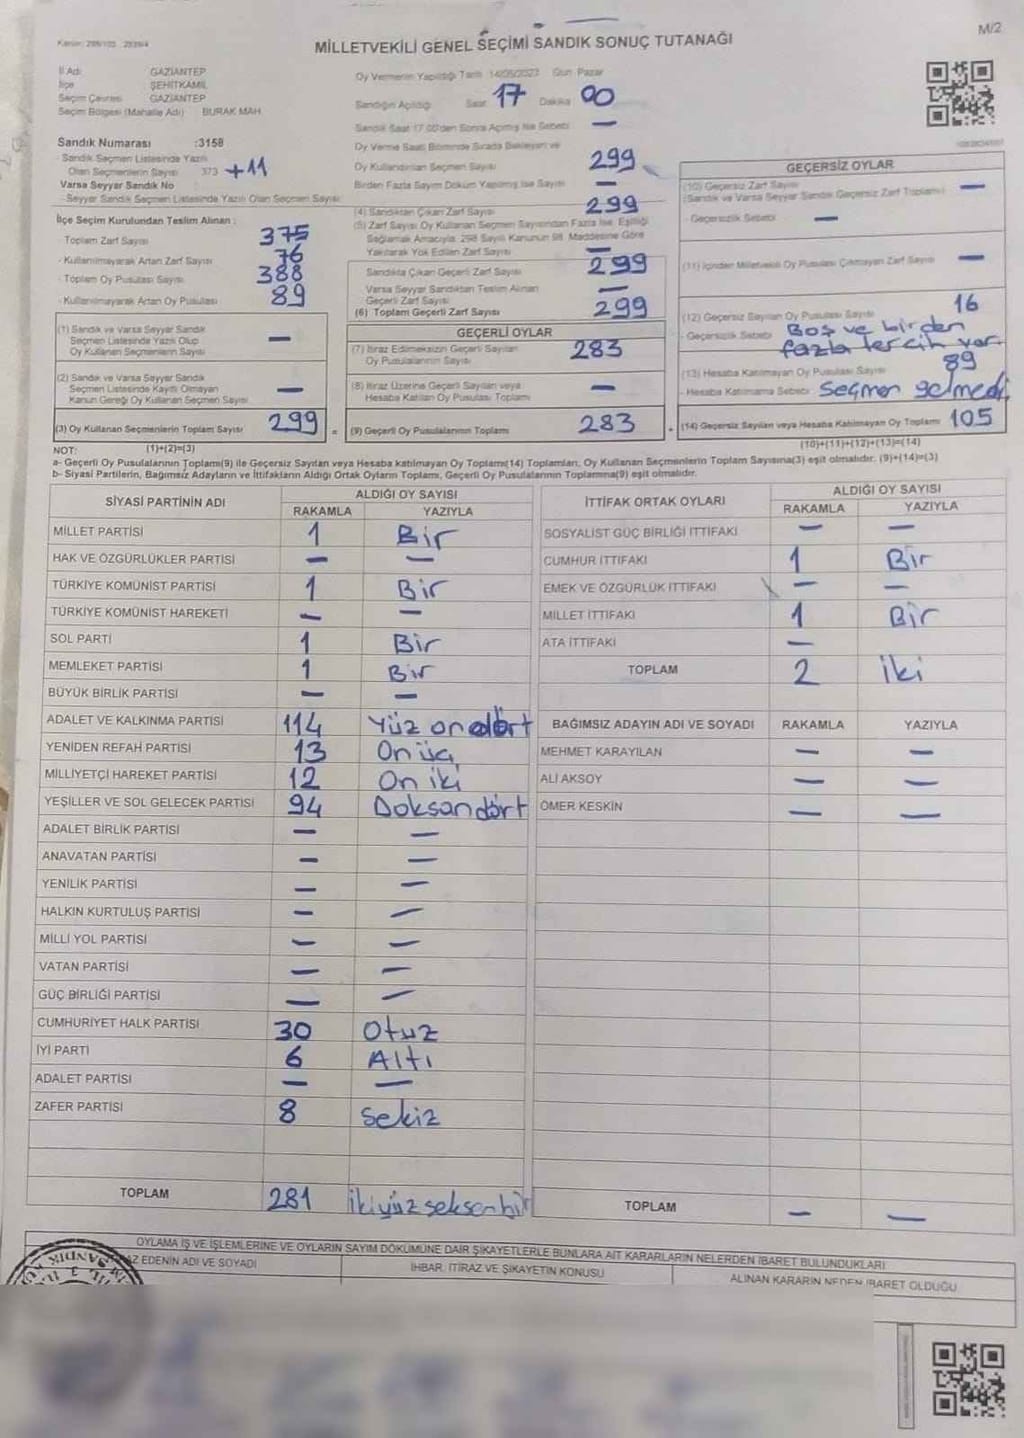 M/2
Kanun: 298/105 2839/4
MİLLETVEKİLİ GENEL SEÇİMİ SANDIK SONUÇ TUTANAĞI
İl Adı GAZİANTEP
İlçe ŞEHİTKAMİL
Seçim Çevresi GAZİANTEP
Seçim Bölgesi (Mahalle Adı) BURAK MAH.
Sandık Numarası :3158
- Sandık Seçmen Listesinde Yazılı
Olan Seçmenlerin Sayısı 373 +11
Varsa Seyyar Sandık No
- Seyyar Sandık Seçmen Listesinde Yazılı Olan Seçmen Sayısı
İlçe Seçim Kurulundan Teslim Alınan :
- Toplam Zarf Sayısı 375
- Kullanılmayarak Artan Zarf Sayısı 76
- Toplam Oy Pusulası Sayısı 388
- Kullanılmayarak Artan Oy Pusulası 89
(1) Sandık ve Varsa Seyyar Sandık
Seçmen Listesinde Yazılı Olup
Oy Kullanan Seçmenlerin Sayısı —
(2) Sandık ve Varsa Seyyar Sandık
Seçmen Listesinde Kayıtlı Olmayan
Kanun Gereği Oy Kullanan Seçmen Sayısı —
(3) Oy Kullanan Seçmenlerin Toplam Sayısı 299 =
Oy Vermenin Yapıldığı Tarih 14/05/2023 Gün Pazar
Sandığın Açıldığı Saat 17 Dakika 00
Sandık Saat 17.00'den Sonra Açılmış İse Sebebi —
Oy Verme Saati Bitiminde Sırada Bekleyen ve
Oy Kullandırılan Seçmen Sayısı 299
Birden Fazla Sayım Döküm Yapılmış İse Sayısı —
(4) Sandıktan Çıkan Zarf Sayısı 299
(5) Zarf Sayısı Oy Kullanan Seçmen Sayısından Fazla İse, Eşitliği
Sağlamak Amacıyla, 298 Sayılı Kanunun 98. Maddesine Göre
Yakılarak Yok Edilen Zarf Sayısı —
Sandıkta Çıkan Geçerli Zarf Sayısı 299
Varsa Seyyar Sandıktan Teslim Alınan
Geçerli Zarf Sayısı —
(6) Toplam Geçerli Zarf Sayısı 299
GEÇERLİ OYLAR
(7) İtiraz Edilmeksizin Geçerli Sayılan
Oy Pusulalarının Sayısı 283
(8) İtiraz Üzerine Geçerli Sayılan veya
Hesaba Katılan Oy Pusulası Toplamı —
(9) Geçerli Oy Pusulalarının Toplamı 283
GEÇERSİZ OYLAR
(10) Geçersiz Zarf Sayısı
(Sandık ve Varsa Seyyar Sandık Geçersiz Zarf Toplamı) —
- Geçersizlik Sebebi —
(11) İçinden Milletvekili Oy Pusulası Çıkmayan Zarf Sayısı —
(12) Geçersiz Sayılan Oy Pusulası Sayısı 16
- Geçersizlik Sebebi Boş ve birden
fazla tercih var.
(13) Hesaba Katılmayan Oy Pusulası Sayısı 89
- Hesaba Katılmama Sebebi Seçmen gelmedi
(14) Geçersiz Sayılan veya Hesaba Katılmayan Oy Toplamı 105
NOT: (1)+(2)=(3) (10)+(11)+(12)+(13)=(14)
a- Geçerli Oy Pusulalarının Toplamı(9) ile Geçersiz Sayılan veya Hesaba Katılmayan Oy Toplamı(14) Toplamları, Oy Kullanan Seçmenlerin Toplam Sayısına(3) eşit olmalıdır. (9)+(14)=(3)
b- Siyasi Partilerin, Bağımsız Adayların ve İttifakların Aldığı Ortak Oyların Toplamı, Geçerli Oy Pusulalarının Toplamına(9) eşit olmalıdır.
SİYASİ PARTİNİN ADI ALDIĞI OY SAYISI
RAKAMLA YAZIYLA
MİLLET PARTİSİ 1 Bir
HAK VE ÖZGÜRLÜKLER PARTİSİ — —
TÜRKİYE KOMÜNİST PARTİSİ 1 Bir
TÜRKİYE KOMÜNİST HAREKETİ — —
SOL PARTİ 1 Bir
MEMLEKET PARTİSİ 1 Bir
BÜYÜK BİRLİK PARTİSİ — —
ADALET VE KALKINMA PARTİSİ 114 Yüz ondört
YENİDEN REFAH PARTİSİ 13 On üç
MİLLİYETÇİ HAREKET PARTİSİ 12 On iki
YEŞİLLER VE SOL GELECEK PARTİSİ 94 Doksandört
ADALET BİRLİK PARTİSİ — —
ANAVATAN PARTİSİ — —
YENİLİK PARTİSİ — —
HALKIN KURTULUŞ PARTİSİ — —
MİLLİ YOL PARTİSİ — —
VATAN PARTİSİ — —
GÜÇ BİRLİĞİ PARTİSİ — —
CUMHURİYET HALK PARTİSİ 30 Otuz
İYİ PARTİ 6 Altı
ADALET PARTİSİ — —
ZAFER PARTİSİ 8 Sekiz
TOPLAM 281 ikiyüz seksenbir
İTTİFAK ORTAK OYLARI ALDIĞI OY SAYISI
RAKAMLA YAZIYLA
SOSYALİST GÜÇ BİRLİĞİ İTTİFAKI — —
CUMHUR İTTİFAKI 1 Bir
EMEK VE ÖZGÜRLÜK İTTİFAKI — —
MİLLET İTTİFAKI 1 Bir
ATA İTTİFAKI —
TOPLAM 2 iki
BAĞIMSIZ ADAYIN ADI VE SOYADI RAKAMLA YAZIYLA
MEHMET KARAYILAN — —
ALİ AKSOY — —
ÖMER KESKİN — —
TOPLAM — —
OYLAMA İŞ VE İŞLEMLERİNE VE OYLARIN SAYIM DÖKÜMÜNE DAİR ŞİKAYETLERLE BUNLARA AİT KARARLARIN NELERDEN İBARET BULUNDUKLARI
EDENİN ADI VE SOYADI İHBAR, İTİRAZ VE ŞİKAYETİN KONUSU ALINAN KARARIN NEDEN İBARET OLDUĞU